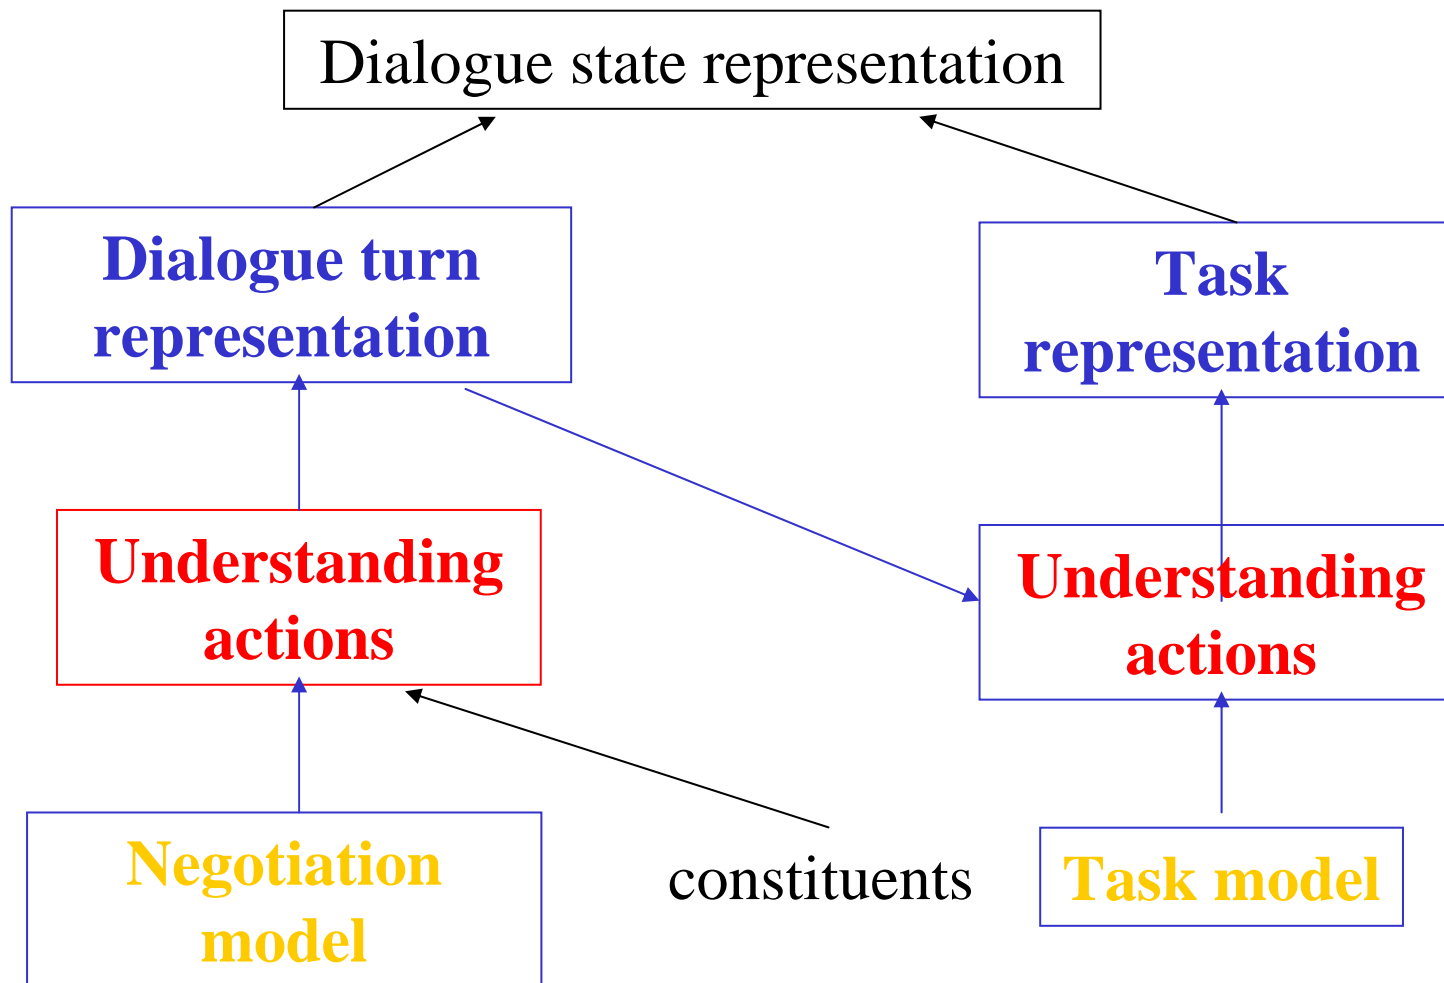 Dialogue state representation
Dialogue turn
representation
Task
representation
Understanding
actions
Understanding
actions
Negotiation
model
constituents
Task model